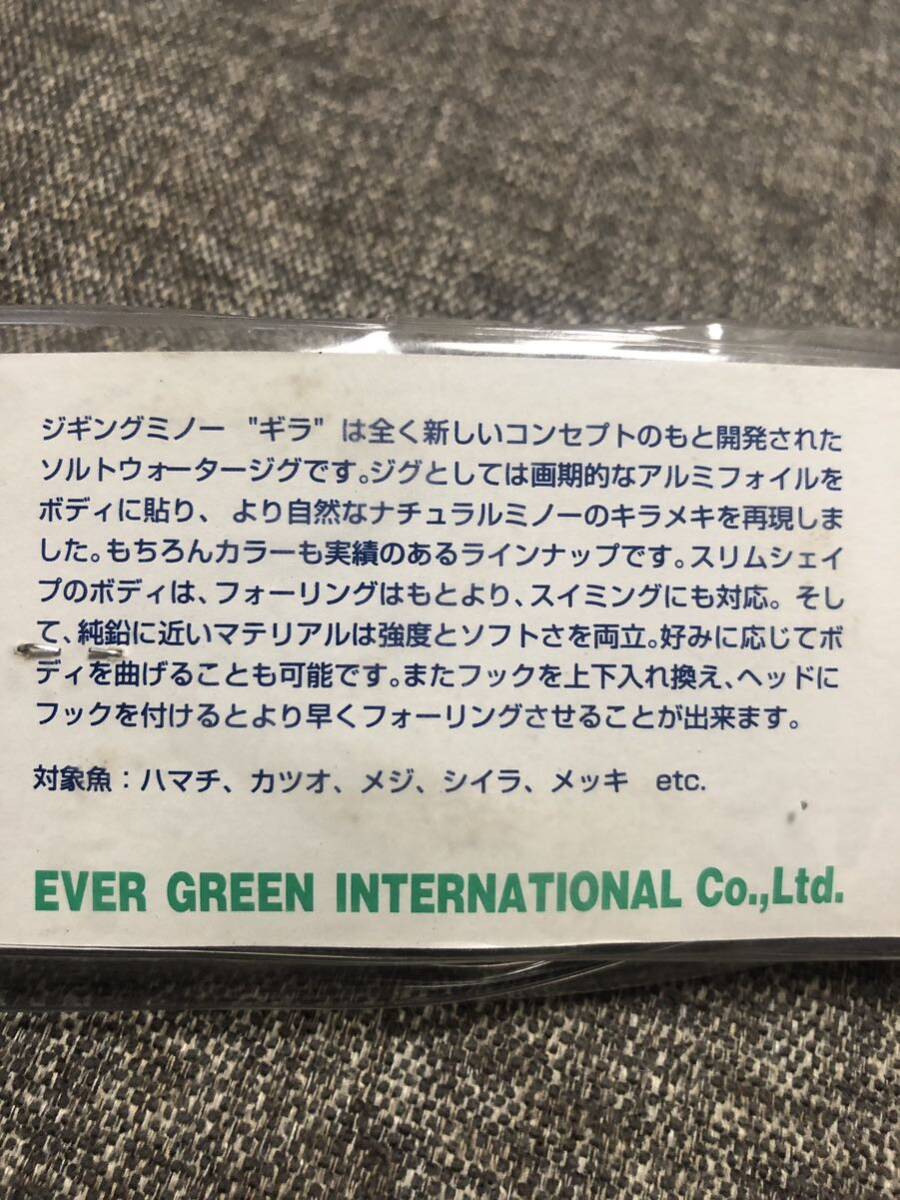 ジギングミノー "ギラ" は全く新しいコンセプトのもと開発された
ソルトウォータージグです。ジグとしては画期的なアルミフォイルを
ボディに貼り、より自然なナチュラルミノーのキラメキを再現しま
した。もちろんカラーも実績のあるラインナップです。スリムシェイ
プのボディは、フォーリングはもとより、スイミングにも対応。そし
て、純鉛に近いマテリアルは強度とソフトさを両立。好みに応じてボ
ディを曲げることも可能です。またフックを上下入れ換え、ヘッドに
フックを付けるとより早くフォーリングさせることが出来ます。
対象魚：ハマチ、カツオ、メジ、シイラ、メッキ etc.
EVER GREEN INTERNATIONAL Co.,Ltd.